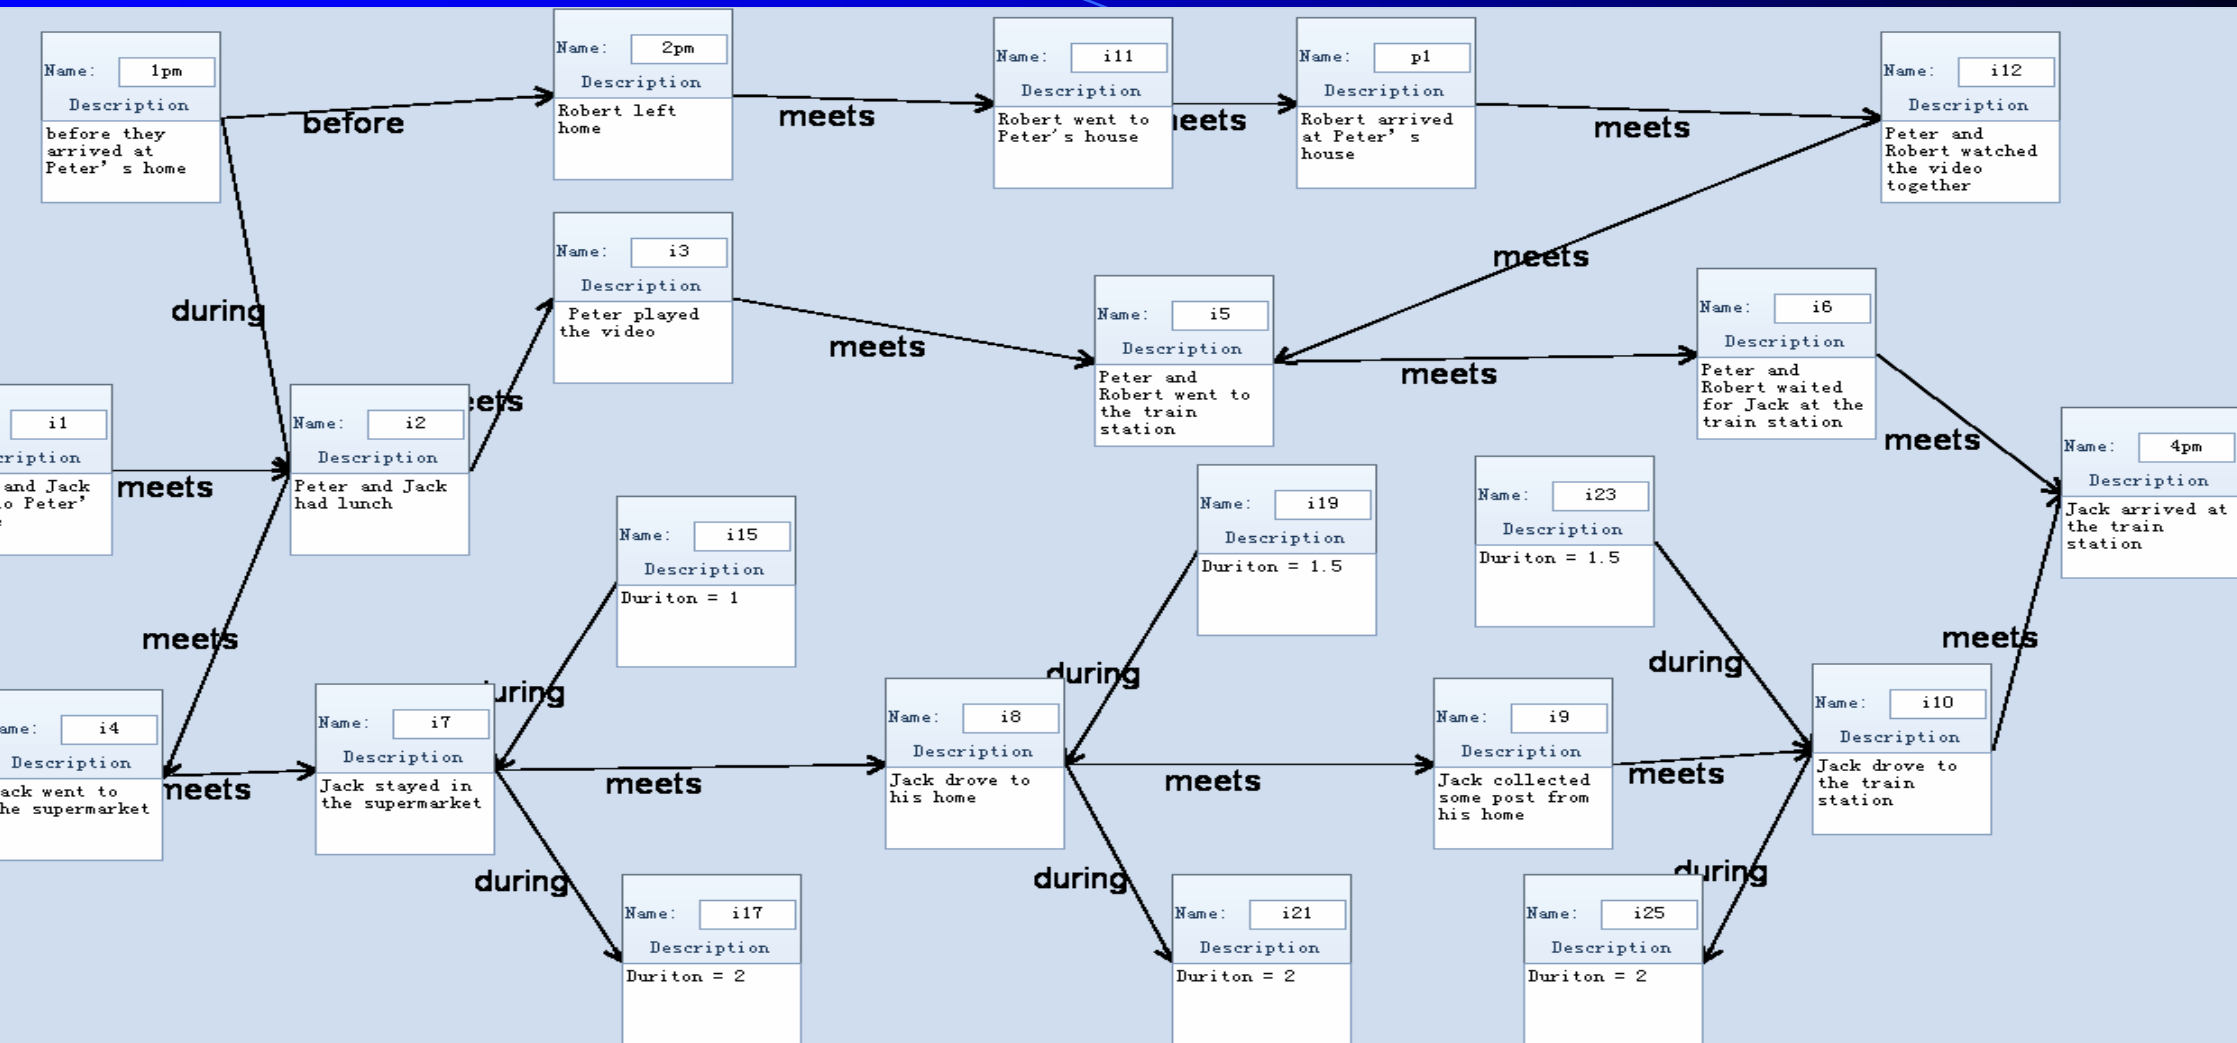 Name: 1pm
Description
before they
arrived at
Peter's home
before
Name: 2pm
Description
Robert left
home
meets
Name: i11
Description
Robert went to
Peter's house
eets
Name: p1
Description
Robert arrived
at Peter's
house
meets
Name: i12
Description
Peter and
Robert watched
the video
together
during
Name: i3
Description
Peter played
the video
meets
meets
Name: i5
Description
Peter and
Robert went to
the train
station
meets
Name: i6
Description
Peter and
Robert waited
for Jack at the
train station
meets
Name: 4pm
Description
Jack arrived at
the train
station
i1
cription
and Jack
o Peter'
meets
Name: i2
Description
Peter and Jack
had lunch
eets
meets
Name: i15
Description
Duriton = 1
uring
Name: i19
Description
Duriton = 1.5
during
Name: i23
Description
Duriton = 1.5
during
meets
ame: i4
Description
ack went to
he supermarket
meets
Name: i7
Description
Jack stayed in
the supermarket
meets
Name: i8
Description
Jack drove to
his home
meets
Name: i9
Description
Jack collected
some post from
his home
meets
Name: i10
Description
Jack drove to
the train
station
during
Name: i17
Description
Duriton = 2
during
Name: i21
Description
Duriton = 2
during
Name: i25
Description
Duriton = 2